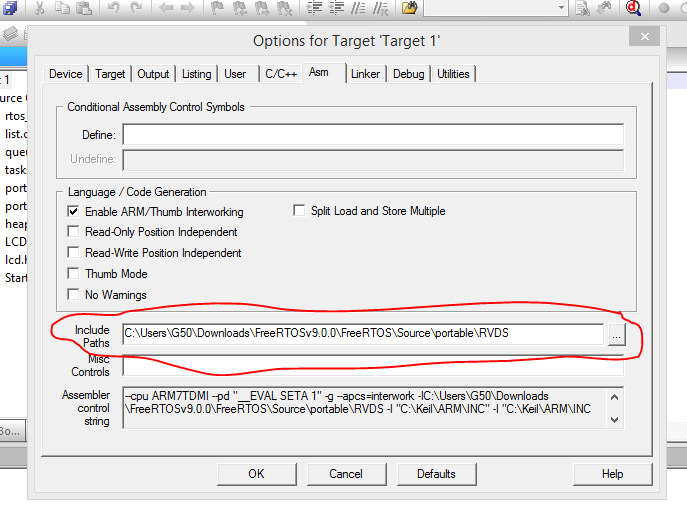 Options for Target 'Target 1'
Device Target Output Listing User C/C++ Asm Linker Debug Utilities
t 1
Conditional Assembly Control Symbols
rtos_
Define:
list.c
que
Undefine:
task
port
Language / Code Generation
port
Enable ARM/Thumb Interworking
Split Load and Store Multiple
heap
Read-Only Position Independent
LCD
Read-Write Position Independent
lcd.h
Thumb Mode
Start
No Warnings
Include
Paths
C:\Users\G50\Downloads\FreeRTOSv9.0.0\FreeRTOS\Source\portable\RVDS
...
Misc
Controls
Assembler
control
string
--cpu ARM7TDMI --pd "__EVAL SETA 1" -g --apcs=interwork -IC:\Users\G50\Downloads
\FreeRTOSv9.0.0\FreeRTOS\Source\portable\RVDS -I "C:\Keil\ARM\INC" -I "C:\Keil\ARM\INC
Bo...
OK Cancel Defaults Help